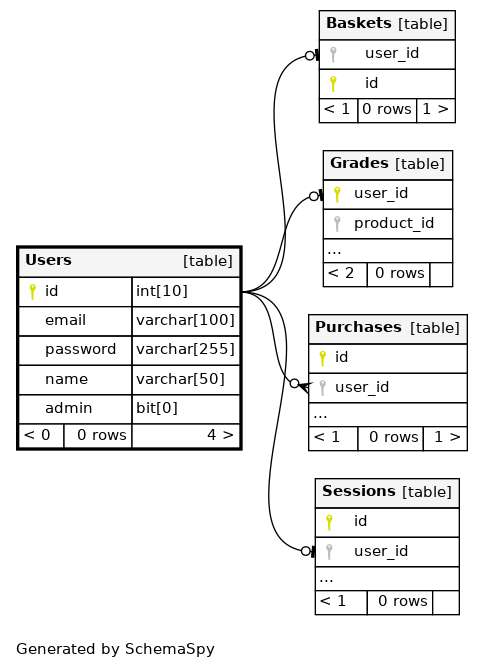 Baskets [table]
user_id
id
< 1 0 rows 1 >
Grades [table]
user_id
product_id
...
< 2 0 rows
Users [table]
id int[10]
email varchar[100]
password varchar[255]
name varchar[50]
admin bit[0]
< 0 0 rows 4 >
Purchases [table]
id
user_id
...
< 1 0 rows 1 >
Sessions [table]
id
user_id
...
< 1 0 rows
Generated by SchemaSpy